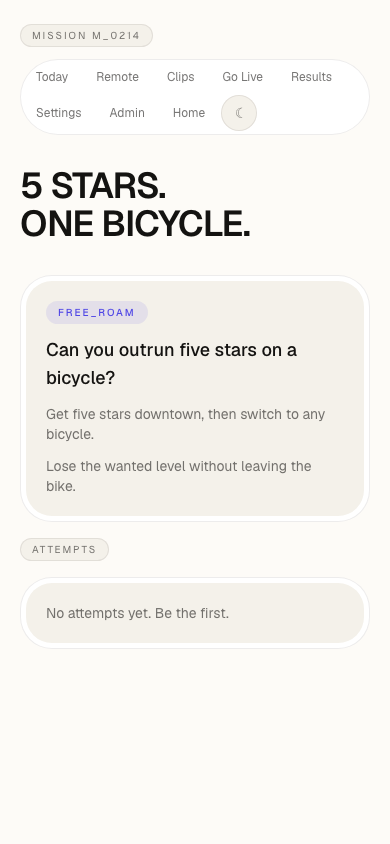 MISSION M_0214
Today Remote Clips Go Live Results
Settings Admin Home
5 STARS.
ONE BICYCLE.
FREE_ROAM
Can you outrun five stars on a
bicycle?
Get five stars downtown, then switch to any
bicycle.
Lose the wanted level without leaving the
bike.
ATTEMPTS
No attempts yet. Be the first.